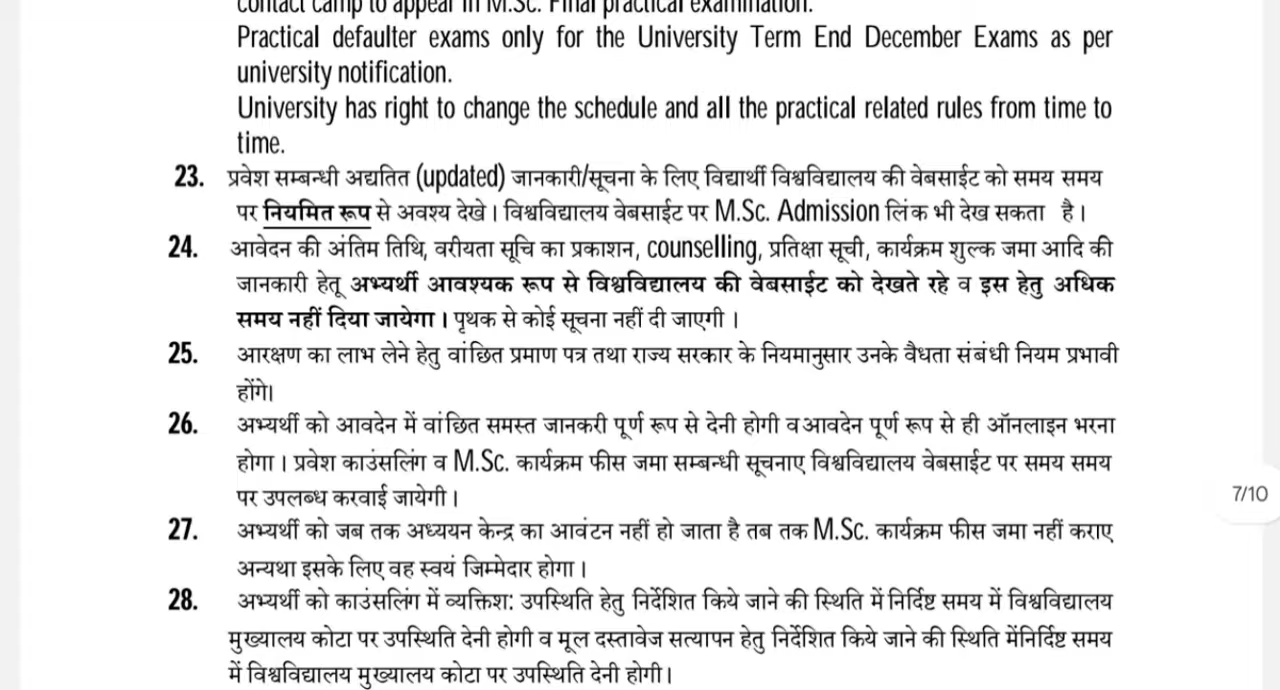 contact camp to appear in M.Sc. Final practical examination.
Practical defaulter exams only for the University Term End December Exams as per
university notification.
University has right to change the schedule and all the practical related rules from time to
time.
23. प्रवेश सम्बन्धी अद्यतित (updated) जानकारी/सूचना के लिए विद्यार्थी विश्वविद्यालय की वेबसाईट को समय समय
पर नियमित रूप से अवश्य देखे। विश्वविद्यालय वेबसाईट पर M.Sc. Admission लिंक भी देख सकता है।
24. आवेदन की अंतिम तिथि, वरीयता सूचि का प्रकाशन, counselling, प्रतिक्षा सूची, कार्यक्रम शुल्क जमा आदि की
जानकारी हेतू अभ्यर्थी आवश्यक रूप से विश्वविद्यालय की वेबसाईट को देखते रहे व इस हेतु अधिक
समय नहीं दिया जायेगा। पृथक से कोई सूचना नहीं दी जाएगी।
25. आरक्षण का लाभ लेने हेतु वांछित प्रमाण पत्र तथा राज्य सरकार के नियमानुसार उनके वैधता संबंधी नियम प्रभावी
होंगे।
26. अभ्यर्थी को आवदेन में वांछित समस्त जानकरी पूर्ण रूप से देनी होगी व आवदेन पूर्ण रूप से ही ऑनलाइन भरना
होगा। प्रवेश काउंसलिंग व M.Sc. कार्यक्रम फीस जमा सम्बन्धी सूचनाए विश्वविद्यालय वेबसाईट पर समय समय
पर उपलब्ध करवाई जायेगी।
7/10
27. अभ्यर्थी को जब तक अध्ययन केन्द्र का आवंटन नहीं हो जाता है तब तक M.Sc. कार्यक्रम फीस जमा नहीं कराए
अन्यथा इसके लिए वह स्वयं जिम्मेदार होगा।
28. अभ्यर्थी को काउंसलिंग में व्यक्तिश: उपस्थिति हेतु निर्देशित किये जाने की स्थिति में निर्दिष्ट समय में विश्वविद्यालय
मुख्यालय कोटा पर उपस्थिति देनी होगी व मूल दस्तावेज सत्यापन हेतु निर्देशित किये जाने की स्थिति मेंनिर्दिष्ट समय
में विश्वविद्यालय मुख्यालय कोटा पर उपस्थिति देनी होगी।